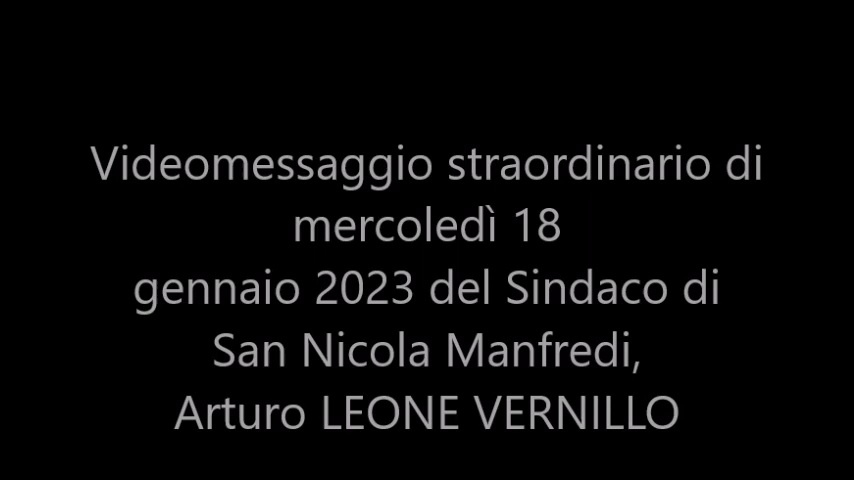 Videomessaggio straordinario di
mercoledì 18
gennaio 2023 del Sindaco di
San Nicola Manfredi,
Arturo LEONE VERNILLO